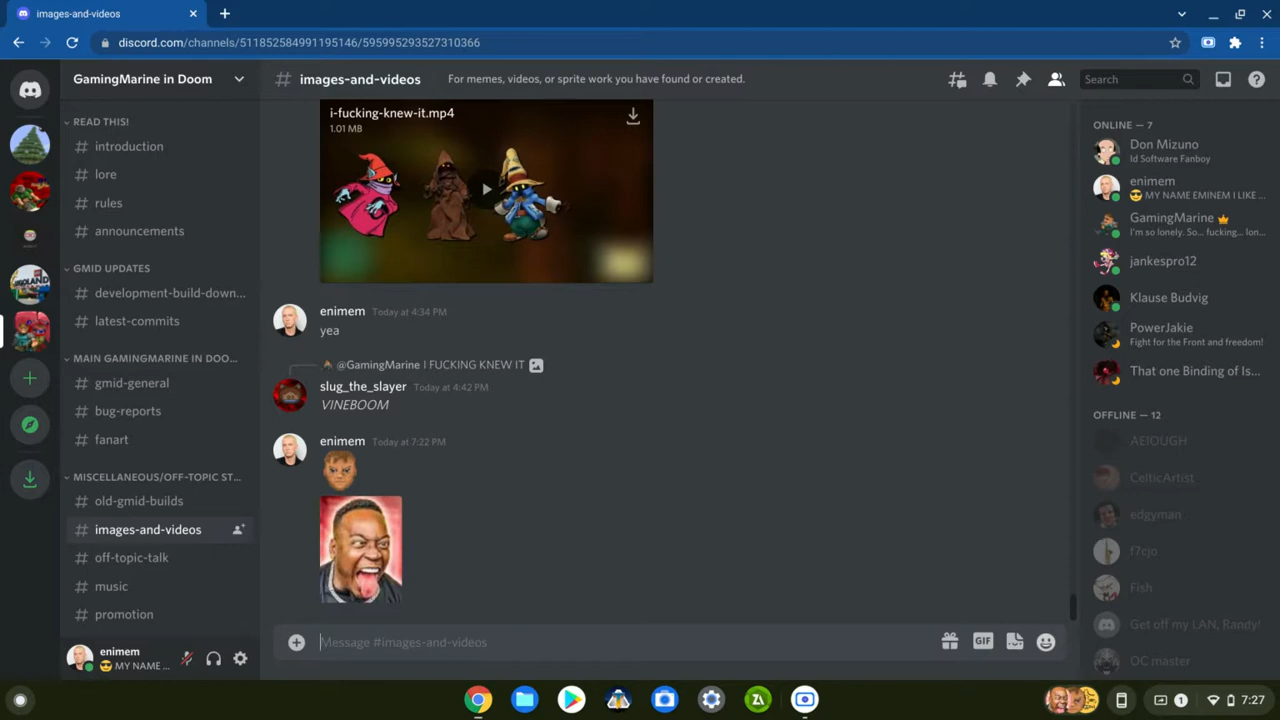 images-and-videos
discord.com/channels/511852584991195146/595995293527310366
GamingMarine in Doom
images-and-videos
For memes, videos, or sprite work you have found or created.
Search
READ THIS!
introduction
lore
rules
announcements
GMID UPDATES
development-build-down...
latest-commits
MAIN GAMINGMARINE IN DOO...
gmid-general
bug-reports
fanart
MISCELLANEOUS/OFF-TOPIC ST...
old-gmid-builds
images-and-videos
off-topic-talk
music
promotion
enimem
MY NAME ...
i-fucking-knew-it.mp4
1.01 MB
enimem Today at 4:34 PM
yea
@GamingMarine I FUCKING KNEW IT
slug_the_slayer Today at 4:42 PM
VINEBOOM
enimem Today at 7:22 PM
Message #images-and-videos
GIF
ONLINE — 7
Don Mizuno
Id Software Fanboy
enimem
MY NAME EMINEM I LIKE ...
GamingMarine
I'm so lonely. So... fucking... lon...
jankespro12
Klause Budvig
PowerJakie
Fight for the Front and freedom!
That one Binding of Is...
OFFLINE — 12
AEIOUGH
CelticArtist
edgyman
f7cjo
Fish
Get off my LAN, Randy!
OC master
1
7:27